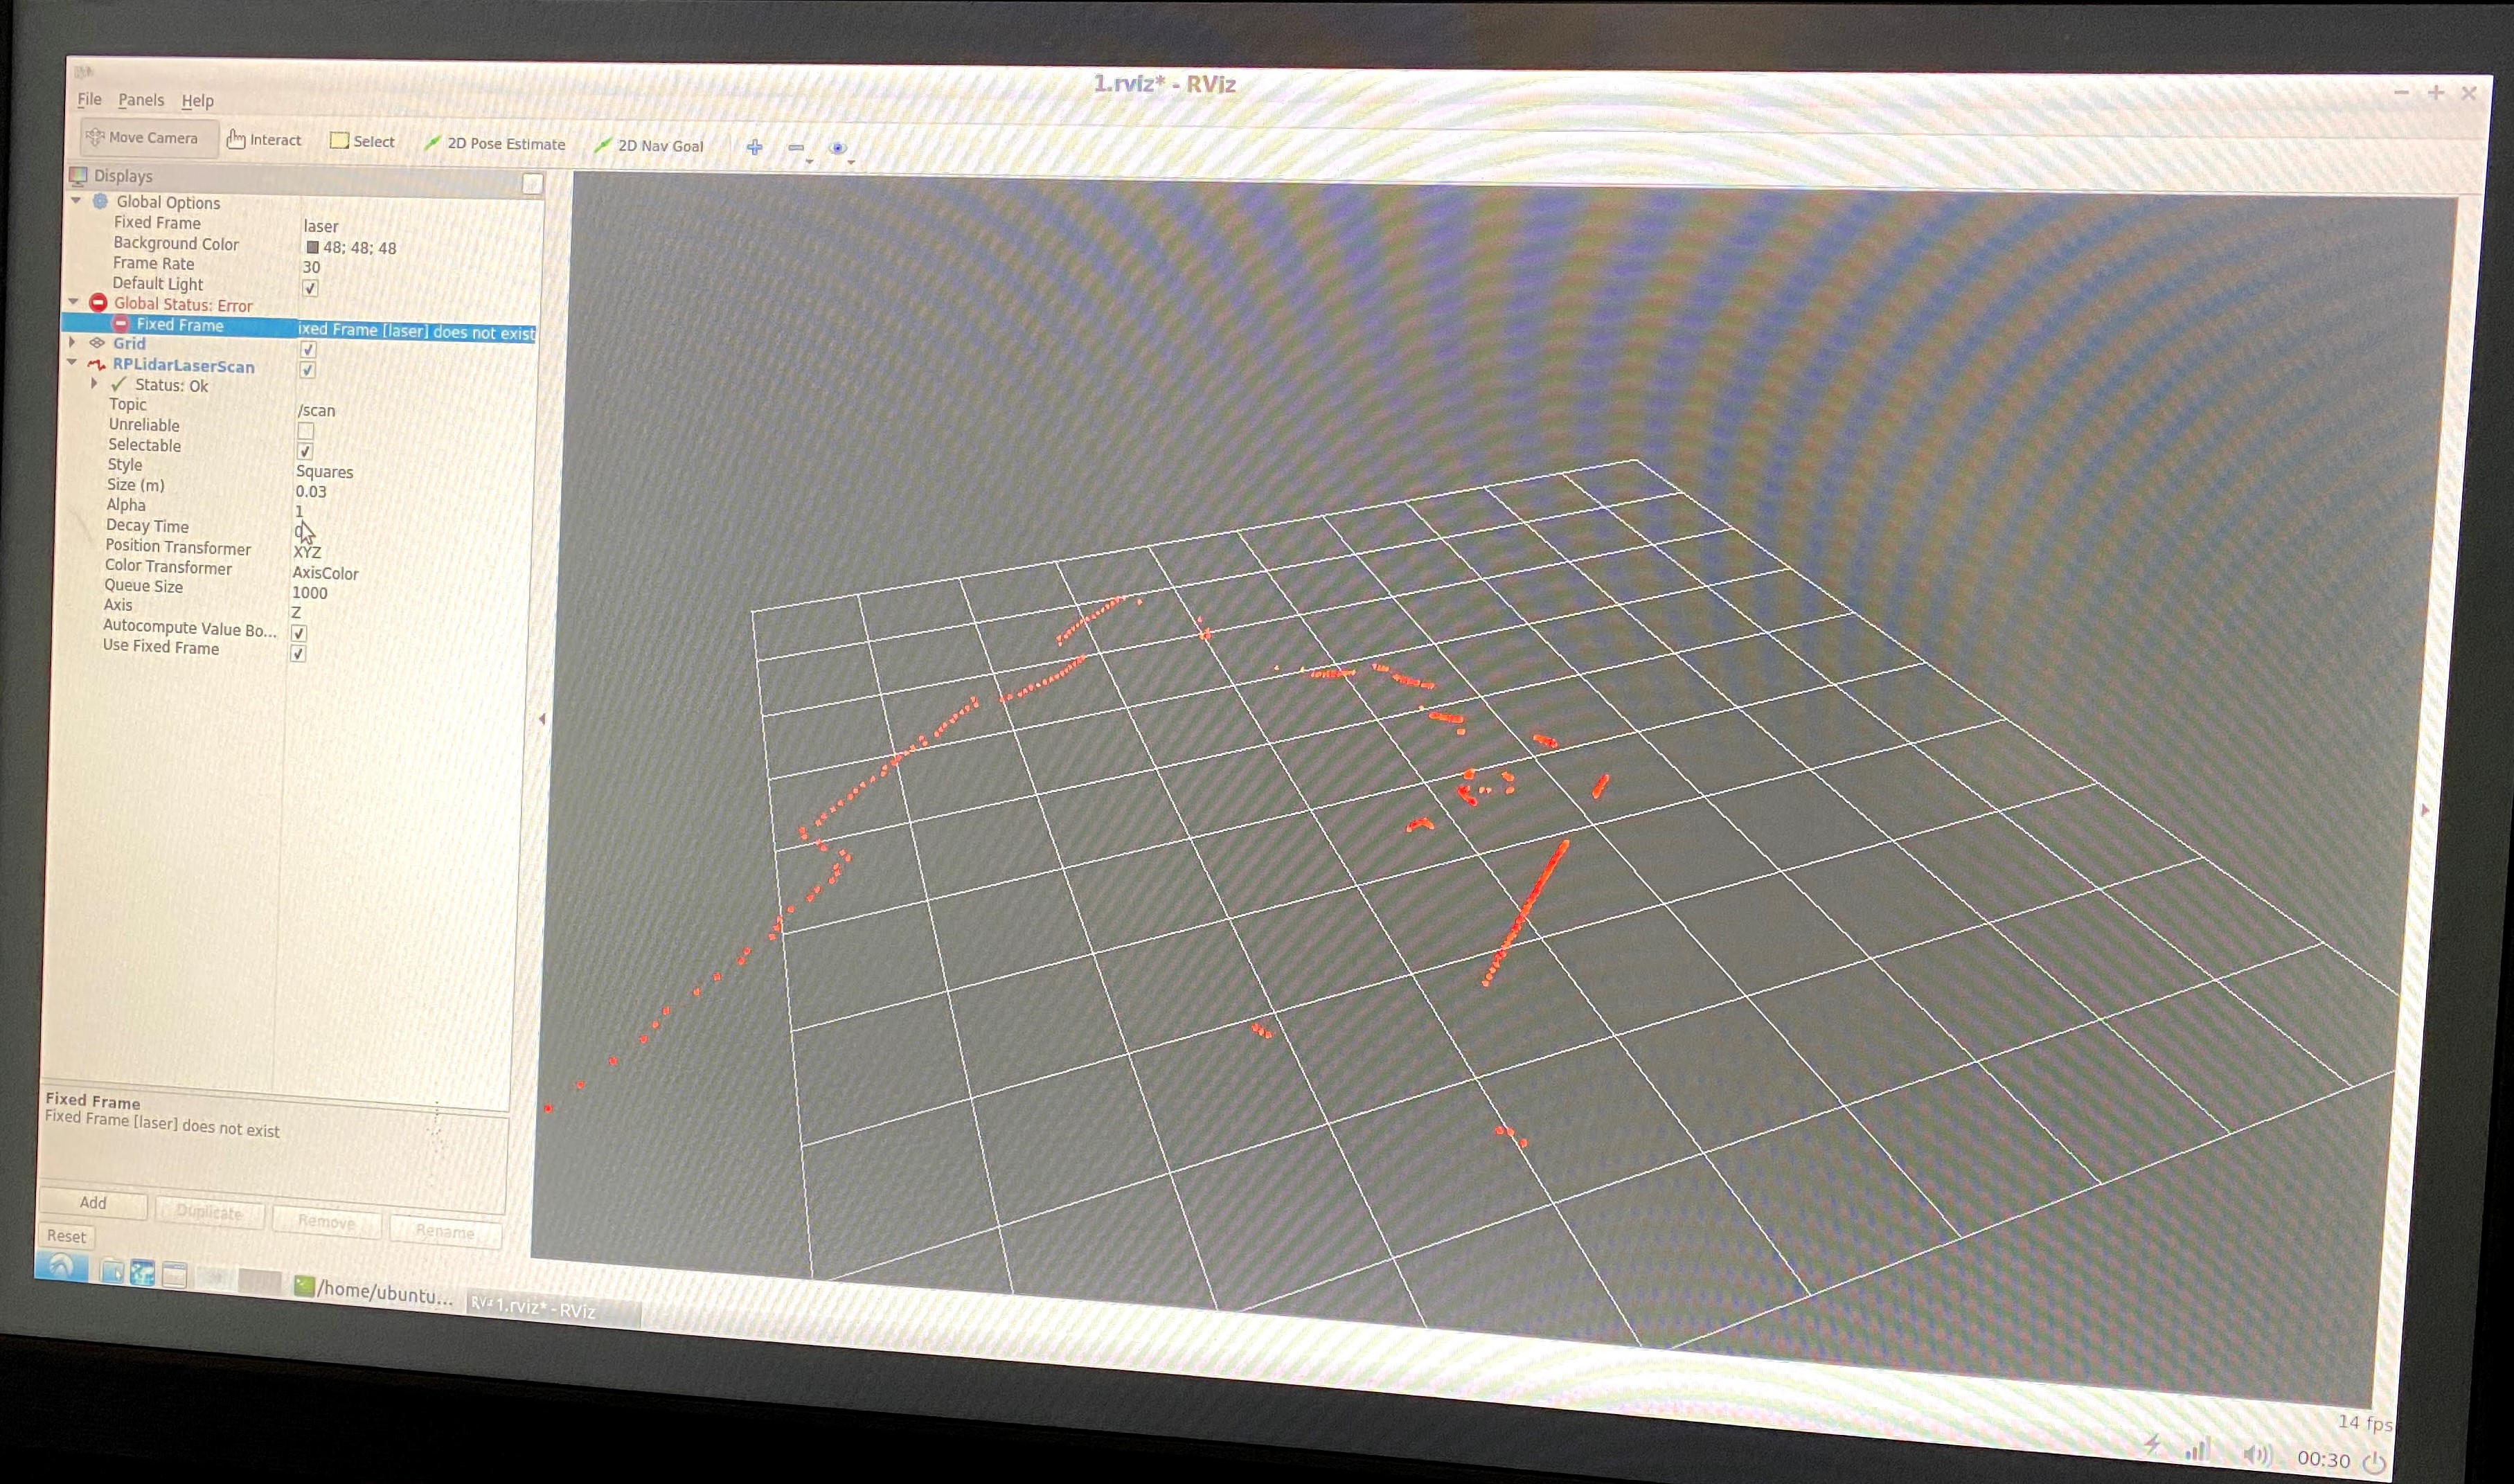 1.rviz* - RViz
File Panels Help
Move Camera Interact Select 2D Pose Estimate 2D Nav Goal
Displays
Global Options
Fixed Frame laser
Background Color 48; 48; 48
Frame Rate 30
Default Light
Global Status: Error
Fixed Frame ixed Frame [laser] does not exist
Grid
RPLidarLaserScan
Status: Ok
Topic /scan
Unreliable
Selectable
Style Squares
Size (m) 0.03
Alpha 1
Decay Time 0
Position Transformer XYZ
Color Transformer AxisColor
Queue Size 1000
Axis Z
Autocompute Value Bo...
Use Fixed Frame
Fixed Frame
Fixed Frame [laser] does not exist
Add Duplicate Remove Rename
Reset
14 fps
/home/ubuntu... 1.rviz* - RViz
00:30